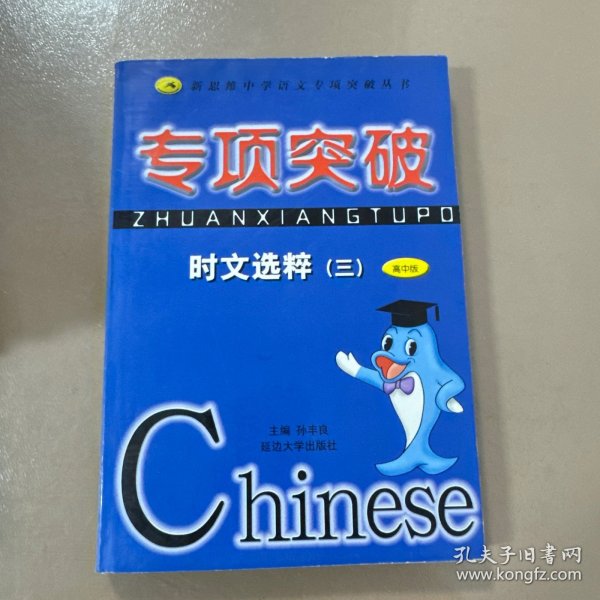 新思维中学语文专项突破丛书
专项突破
ZHUANXIANGTUPO
时文选粹（三）
高中版
主编 孙丰良
延边大学出版社
Chinese
孔夫子旧书网
www.kongfz.com